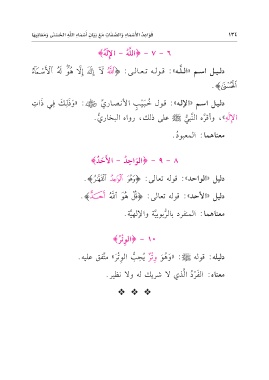 ١٣٤ قواعد الأسماء والصفات مع بيان أسماء الله الحسنى ومعانيها
٦ - ٧ - ﴿اللَّه - الإِلَه﴾
دليل اسم «الله»: قوله تعالى: ﴿اللَّهُ لَا إِلَٰهَ إِلَّا هُوَ لَهُ الْأَسْمَاءُ
الْحُسْنَىٰ﴾.
دليل اسم «الإله»: قول خُبَيْبٍ الأنصاريِّ ﵁: «وَذَلِكَ فِي ذَاتِ
الإِلَهِ»، وأقرَّه النَّبيُّ ﷺ على ذلك، رواه البخاريُّ.
معناهما: المعبودُ.
٨ - ٩ - ﴿الوَاحِدُ - الأَحَدُ﴾
دليل «الواحد»: قوله تعالى: ﴿وَهُوَ الْوَاحِدُ الْقَهَّارُ﴾.
دليل «الأحد»: قوله تعالى: ﴿قُلْ هُوَ اللَّهُ أَحَدٌ﴾.
معناهما: المنفرد بالرُّبوبيَّة والإلهيَّة.
١٠ - ﴿الوِتْرُ﴾
دليله: قوله ﷺ: «وَهُوَ وِتْرٌ يُحِبُّ الوِتْرَ» متَّفق عليه.
معناه: الفَرْدُ الَّذي لا شريك له ولا نظير.